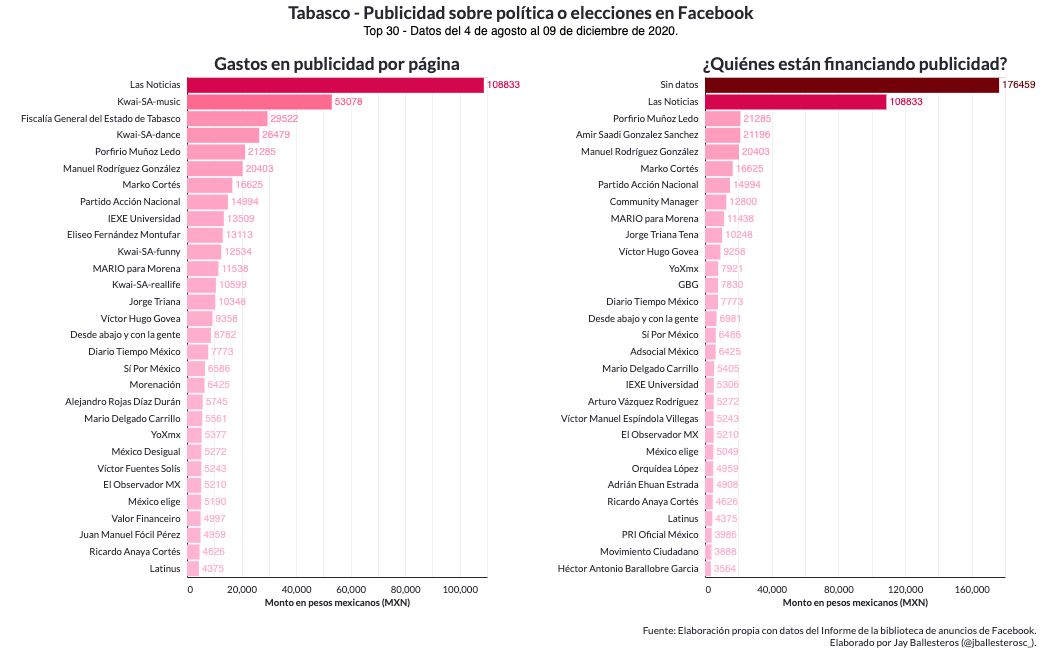 Tabasco - Publicidad sobre política o elecciones en Facebook
Top 30 - Datos del 4 de agosto al 09 de diciembre de 2020.
Gastos en publicidad por página
Las Noticias 108833
Kwai-SA-music 53078
Fiscalía General del Estado de Tabasco 29522
Kwai-SA-dance 26479
Porfirio Muñoz Ledo 21285
Manuel Rodríguez González 20403
Marko Cortés 16625
Partido Acción Nacional 14994
IEXE Universidad 13509
Eliseo Fernández Montufar 13113
Kwai-SA-funny 12534
MARIO para Morena 11538
Kwai-SA-reallife 10599
Jorge Triana 10348
Víctor Hugo Govea 9358
Desde abajo y con la gente 8782
Diario Tiempo México 7773
Sí Por México 6586
Morenación 6425
Alejandro Rojas Díaz Durán 5745
Mario Delgado Carrillo 5561
YoXmx 5377
México Desigual 5272
Víctor Fuentes Solís 5243
El Observador MX 5210
México elige 5190
Valor Financiero 4997
Juan Manuel Fócil Pérez 4959
Ricardo Anaya Cortés 4626
Latinus 4375
0 20,000 40,000 60,000 80,000 100,000
Monto en pesos mexicanos (MXN)
¿Quiénes están financiando publicidad?
Sin datos 176459
Las Noticias 108833
Porfirio Muñoz Ledo 21285
Amir Saadi Gonzalez Sanchez 21196
Manuel Rodríguez González 20403
Marko Cortés 16625
Partido Acción Nacional 14994
Community Manager 12800
MARIO para Morena 11438
Jorge Triana Tena 10248
Víctor Hugo Govea 9258
YoXmx 7921
GBG 7830
Diario Tiempo México 7773
Desde abajo y con la gente 6981
Sí Por México 6486
Adsocial México 6425
Mario Delgado Carrillo 5405
IEXE Universidad 5306
Arturo Vázquez Rodríguez 5272
Víctor Manuel Espíndola Villegas 5243
El Observador MX 5210
México elige 5049
Orquídea López 4959
Adrián Ehuan Estrada 4908
Ricardo Anaya Cortés 4626
Latinus 4375
PRI Oficial México 3986
Movimiento Ciudadano 3888
Héctor Antonio Barallobre Garcia 3564
0 40,000 80,000 120,000 160,000
Monto en pesos mexicanos (MXN)
Fuente: Elaboración propia con datos del Informe de la biblioteca de anuncios de Facebook.
Elaborado por Jay Ballesteros (@jballesterosc_).